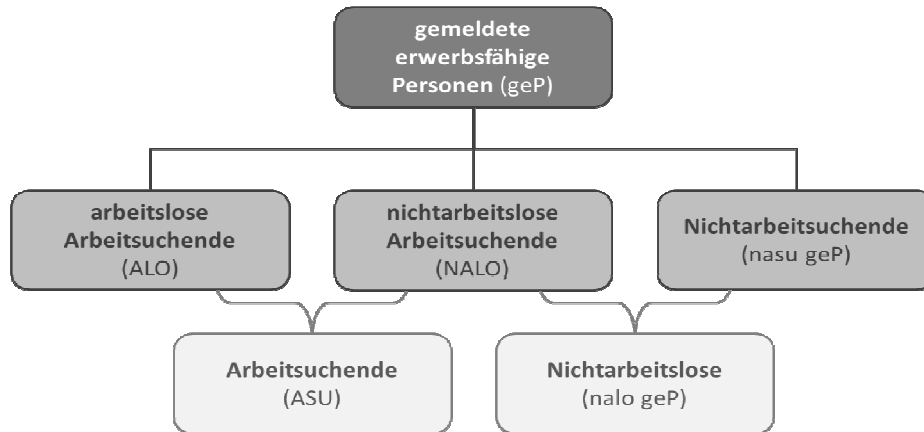 gemeldete
erwerbsfähige
Personen (geP)
arbeitslose
Arbeitsuchende
(ALO)
nichtarbeitslose
Arbeitsuchende
(NALO)
Nichtarbeitsuchende
(nasu geP)
Arbeitsuchende
(ASU)
Nichtarbeitslose
(nalo geP)